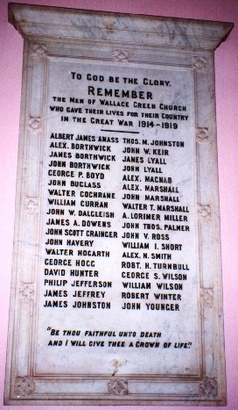 TO GOD BE THE GLORY.
REMEMBER
THE MEN OF WALLACE GREEN CHURCH
WHO GAVE THEIR LIVES FOR THEIR COUNTRY
IN THE GREAT WAR 1914-1919
ALBERT JAMES
ALEX. BORTHWICK
JAMES BORTHWICK
JOHN BORTHWICK
GEORGE P. BOYD
JOHN BUGLASS
WALTER COCHRANE
WILLIAM CURRAN
JOHN W. DALGLEISH
JAMES A. DOWENS
JOHN SCOTT CRAINGER
JOHN HAVERY
WALTER HOGARTH
GEORGE HOGG
DAVID HUNTER
PHILIP JEFFERSON
JAMES JEFFREY
JAMES JOHNSTON
THOS. M. JOHNSTON
JOHN W. KEIR
JAMES LYALL
JOHN LYALL
ALEX. MACNAB
ALEX. MARSHALL
JOHN MARSHALL
WALTER T. MARSHALL
A. LORIMER MILLER
JOHN THOS. PALMER
JOHN V. ROSS
WILLIAM I. SHORT
ALEX. N. SMITH
ROBT. H. TURNBULL
GEORGE S. WILSON
WILLIAM WILSON
ROBERT WINTER
JOHN YOUNGER
"BE THOU FAITHFUL UNTO DEATH
AND I WILL GIVE THEE A CROWN OF LIFE."